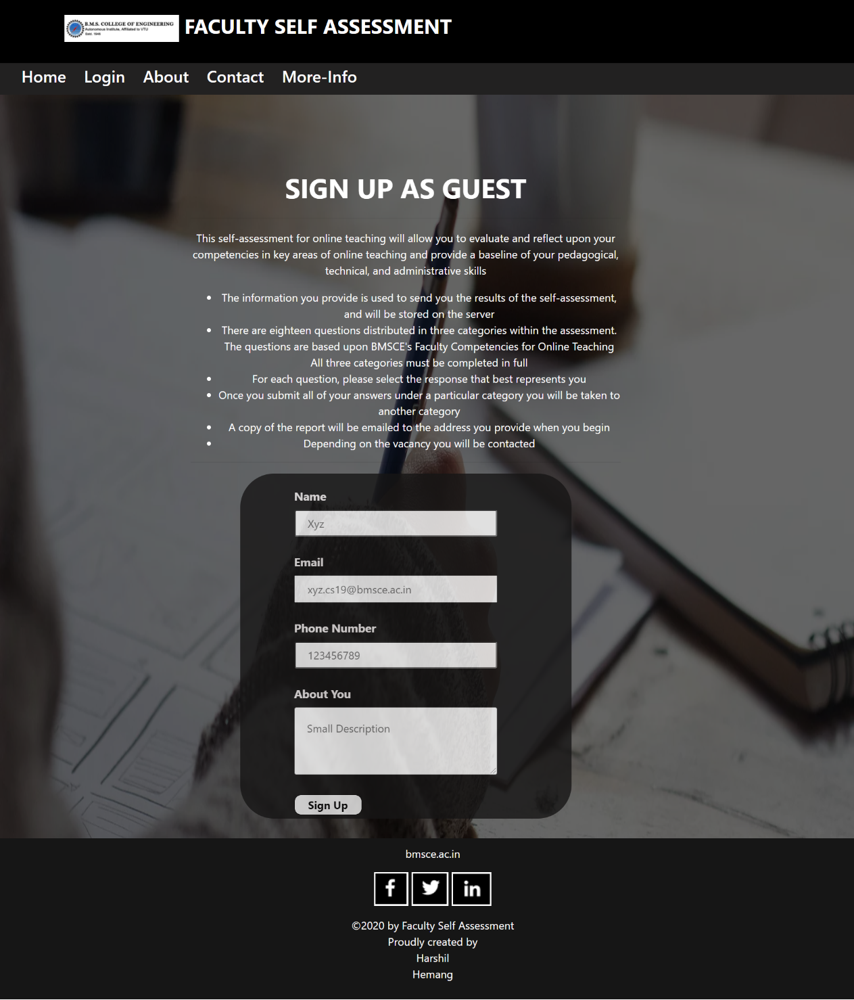 B.M.S. COLLEGE OF ENGINEERING
Autonomous Institute, Affiliated to VTU
Estd. 1946
FACULTY SELF ASSESSMENT
Home Login About Contact More-Info
SIGN UP AS GUEST
This self-assessment for online teaching will allow you to evaluate and reflect upon your
competencies in key areas of online teaching and provide a baseline of your pedagogical,
technical, and administrative skills
• The information you provide is used to send you the results of the self-assessment,
and will be stored on the server
• There are eighteen questions distributed in three categories within the assessment.
The questions are based upon BMSCE's Faculty Competencies for Online Teaching
All three categories must be completed in full
• For each question, please select the response that best represents you
• Once you submit all of your answers under a particular category you will be taken to
another category
• A copy of the report will be emailed to the address you provide when you begin
• Depending on the vacancy you will be contacted
Name
Xyz
Email
xyz.cs19@bmsce.ac.in
Phone Number
123456789
About You
Small Description
Sign Up
bmsce.ac.in
f in
©2020 by Faculty Self Assessment
Proudly created by
Harshil
Hemang